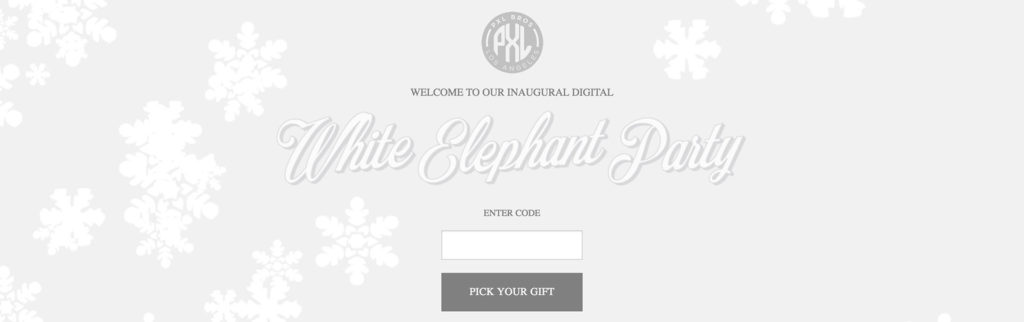 PXL BROS
PXL
LOS ANGELES
WELCOME TO OUR INAUGURAL DIGITAL
White Elephant Party
ENTER CODE
PICK YOUR GIFT